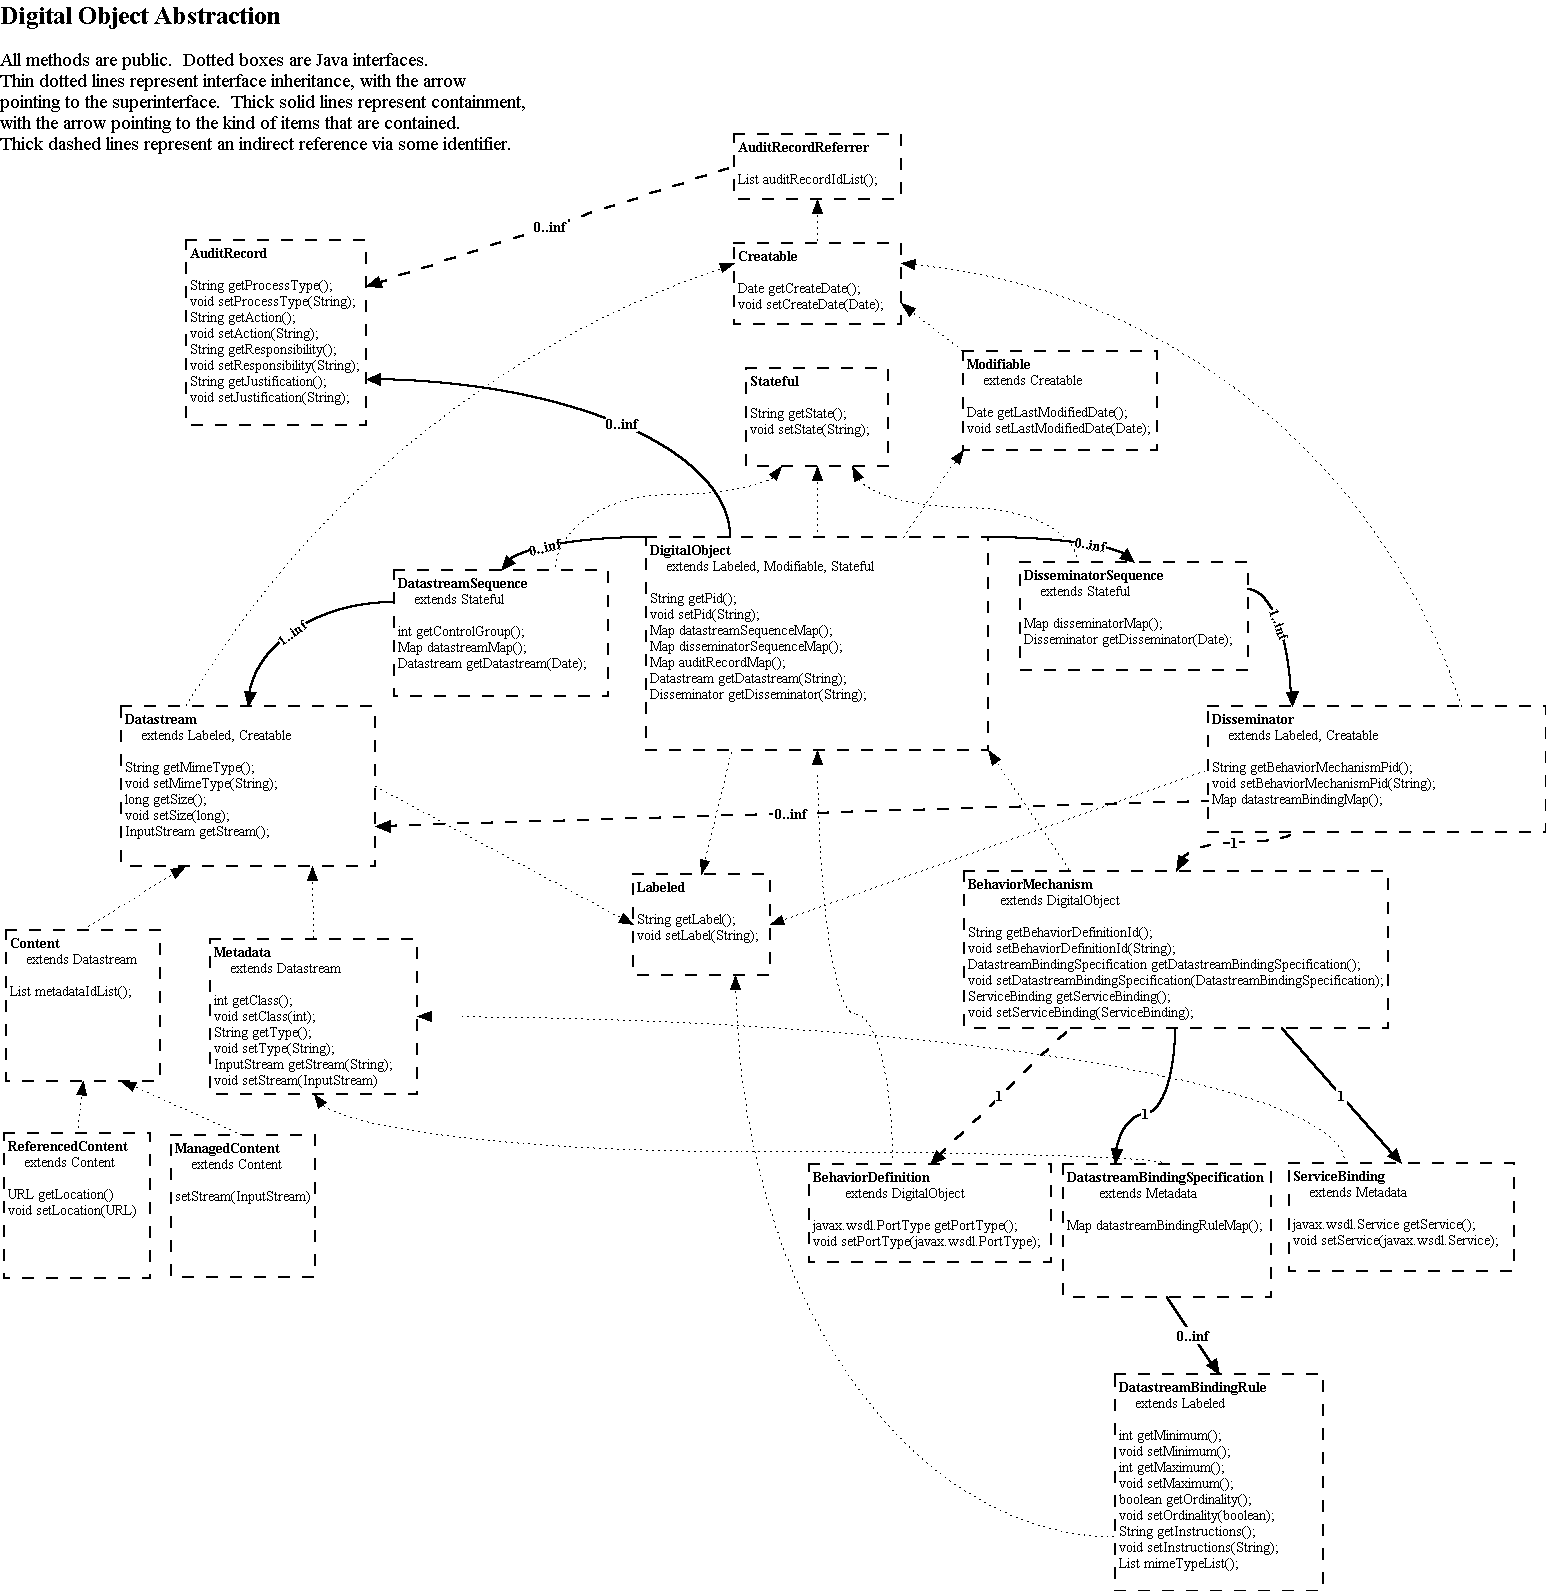 Digital Object Abstraction
All methods are public.  Dotted boxes are Java interfaces.
Thin dotted lines represent interface inheritance, with the arrow
pointing to the superinterface.  Thick solid lines represent containment,
with the arrow pointing to the kind of items that are contained.
Thick dashed lines represent an indirect reference via some identifier.
AuditRecordReferrer
List auditRecordIdList();
0..inf
AuditRecord
String getProcessType();
void setProcessType(String);
String getAction();
void setAction(String);
String getResponsibility();
void setResponsibility(String);
String getJustification();
void setJustification(String);
Creatable
Date getCreateDate();
void setCreateDate(Date);
Modifiable
extends Creatable
Date getLastModifiedDate();
void setLastModifiedDate(Date);
Stateful
String getState();
void setState(String);
0..inf
0..inf
0..inf
DatastreamSequence
extends Stateful
int getControlGroup();
Map datastreamMap();
Datastream getDatastream(Date);
DigitalObject
extends Labeled, Modifiable, Stateful
String getPid();
void setPid(String);
Map datastreamSequenceMap();
Map disseminatorSequenceMap();
Map auditRecordMap();
Datastream getDatastream(String);
Disseminator getDisseminator(String);
DisseminatorSequence
extends Stateful
Map disseminatorMap();
Disseminator getDisseminator(Date);
1..inf
1..inf
Datastream
extends Labeled, Creatable
String getMimeType();
void setMimeType(String);
long getSize();
void setSize(long);
InputStream getStream();
Disseminator
extends Labeled, Creatable
String getBehaviorMechanismPid();
void setBehaviorMechanismPid(String);
Map datastreamBindingMap();
0..inf
1
Labeled
String getLabel();
void setLabel(String);
BehaviorMechanism
extends DigitalObject
String getBehaviorDefinitionId();
void setBehaviorDefinitionId(String);
DatastreamBindingSpecification getDatastreamBindingSpecification();
void setDatastreamBindingSpecification(DatastreamBindingSpecification);
ServiceBinding getServiceBinding();
void setServiceBinding(ServiceBinding);
Content
extends Datastream
List metadataIdList();
Metadata
extends Datastream
int getClass();
void setClass(int);
String getType();
void setType(String);
InputStream getStream(String);
void setStream(InputStream)
1
1
1
ReferencedContent
extends Content
URL getLocation()
void setLocation(URL)
ManagedContent
extends Content
setStream(InputStream)
BehaviorDefinition
extends DigitalObject
javax.wsdl.PortType getPortType();
void setPortType(javax.wsdl.PortType);
DatastreamBindingSpecification
extends Metadata
Map datastreamBindingRuleMap();
ServiceBinding
extends Metadata
javax.wsdl.Service getService();
void setService(javax.wsdl.Service);
0..inf
DatastreamBindingRule
extends Labeled
int getMinimum();
void setMinimum();
int getMaximum();
void setMaximum();
boolean getOrdinality();
void setOrdinality(boolean);
String getInstructions();
void setInstructions(String);
List mimeTypeList();